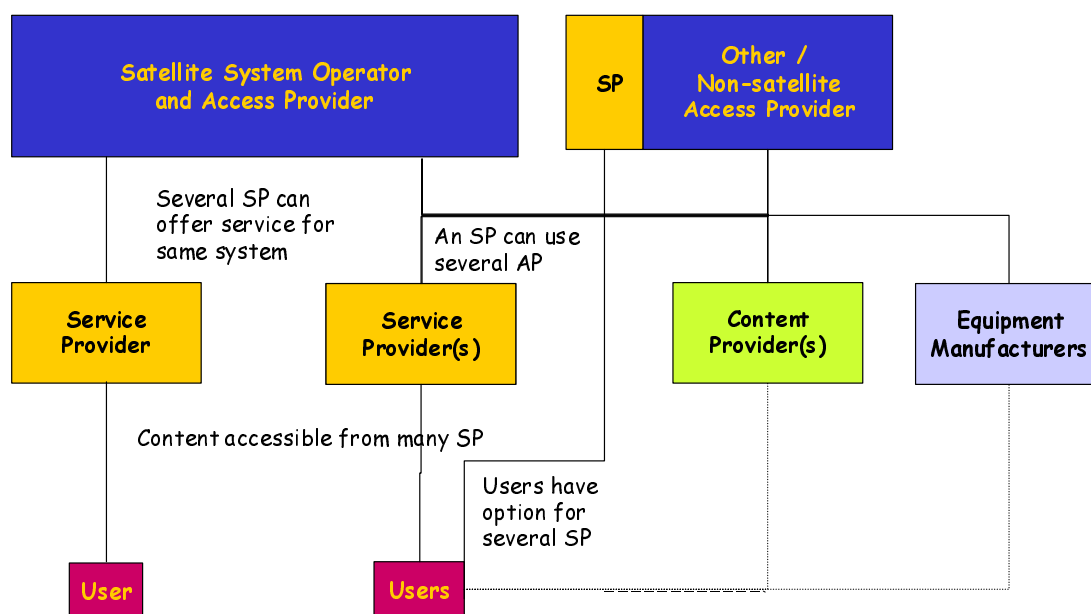 Satellite System Operator
and Access Provider
SP
Other /
Non-satellite
Access Provider
Several SP can
offer service for
same system
An SP can use
several AP
Service
Provider
Service
Provider(s)
Content
Provider(s)
Equipment
Manufacturers
Content accessible from many SP
Users have
option for
several SP
User
Users